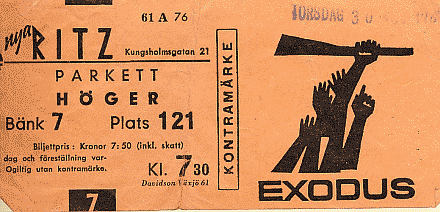 61 A 76
nya
RITZ
Kungsholmsgatan 21
PARKETT
HÖGER
Bänk 7 Plats 121
Biljettpris: Kronor 7:50 (inkl. skatt)
dag och föreställning var-
Ogiltig utan kontramärke.
Kl. 7 30
Davidson Växjö 61
7
KONTRAMÄRKE
TORSDAG 30
EXODUS